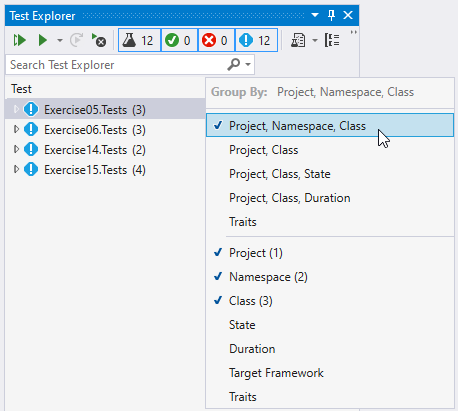 Test Explorer
12 0 0 12
Search Test Explorer
Test
Exercise05.Tests (3)
Exercise06.Tests (3)
Exercise14.Tests (2)
Exercise15.Tests (4)
Group By: Project, Namespace, Class
Project, Namespace, Class
Project, Class
Project, Class, State
Project, Class, Duration
Traits
Project (1)
Namespace (2)
Class (3)
State
Duration
Target Framework
Traits